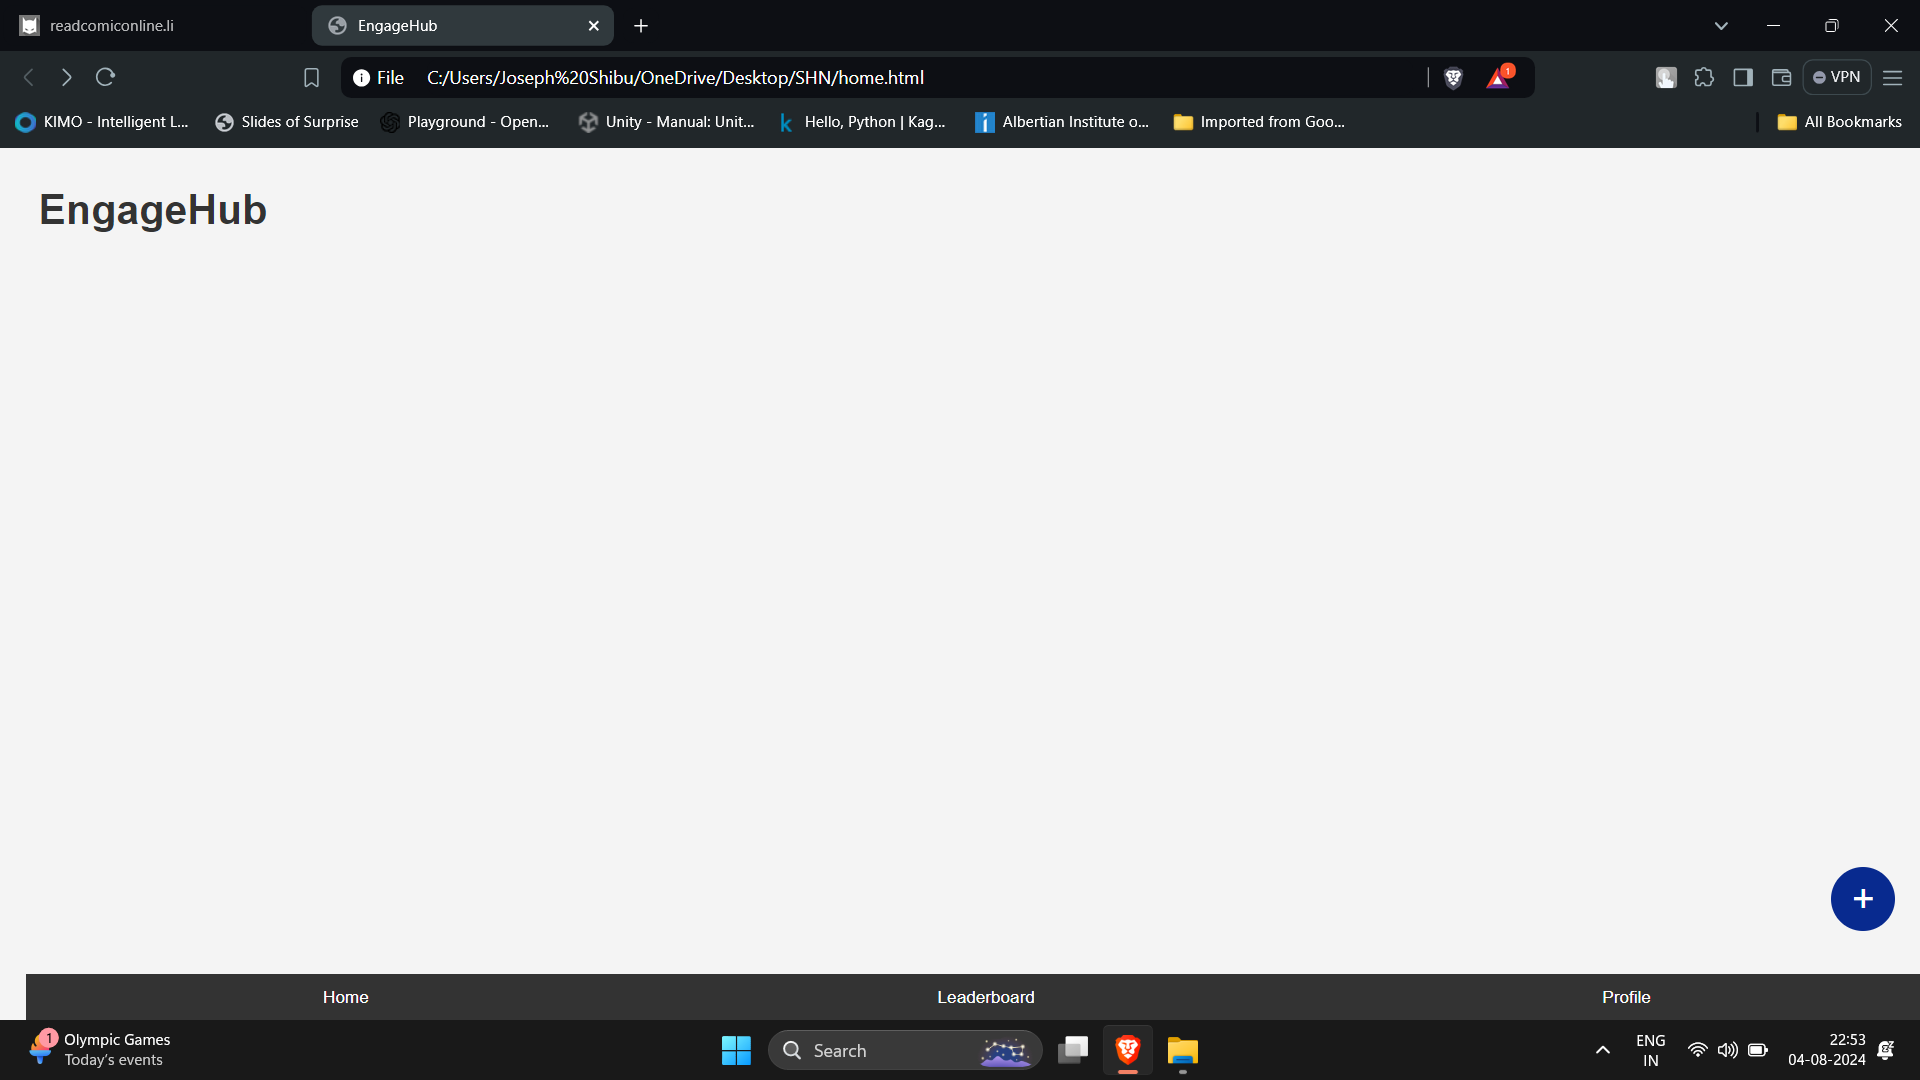 readcomiconline.li
EngageHub
File C:/Users/Joseph%20Shibu/OneDrive/Desktop/SHN/home.html
1
VPN
KIMO - Intelligent L...
Slides of Surprise
Playground - Open...
Unity - Manual: Unit...
k Hello, Python | Kag...
Albertian Institute o...
Imported from Goo...
All Bookmarks
EngageHub
+
Home
Leaderboard
Profile
1
Olympic Games
Today's events
Search
ENG
IN
22:53
04-08-2024